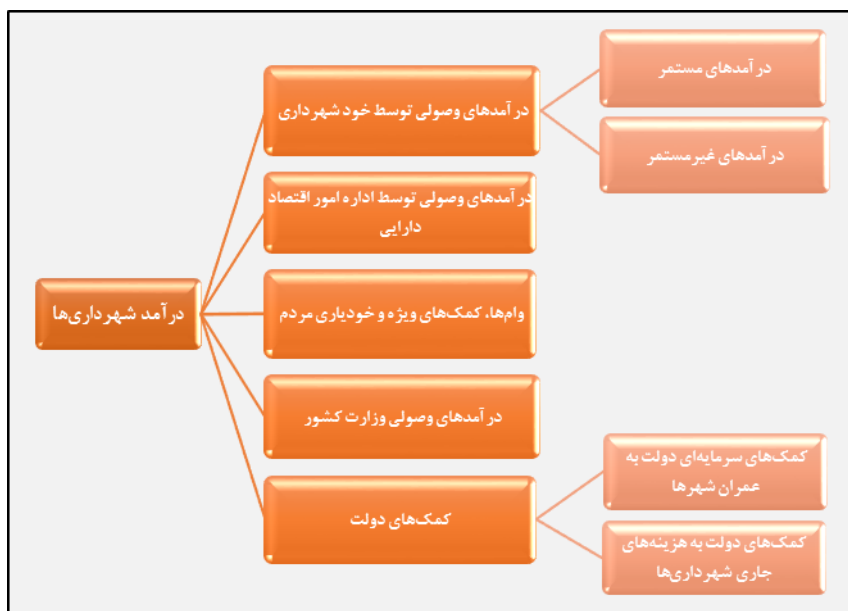 درآمد شهرداری‌ها
درآمدهای وصولی توسط خود شهرداری
درآمدهای مستمر
درآمدهای غیرمستمر
درآمدهای وصولی توسط اداره امور اقتصاد
دارایی
وام‌ها، کمک‌های ویژه و خودیاری مردم
درآمدهای وصولی وزارت کشور
کمک‌های دولت
کمک‌های سرمایه‌ای دولت به
عمران شهرها
کمک‌های دولت به هزینه‌های
جاری شهرداری‌ها